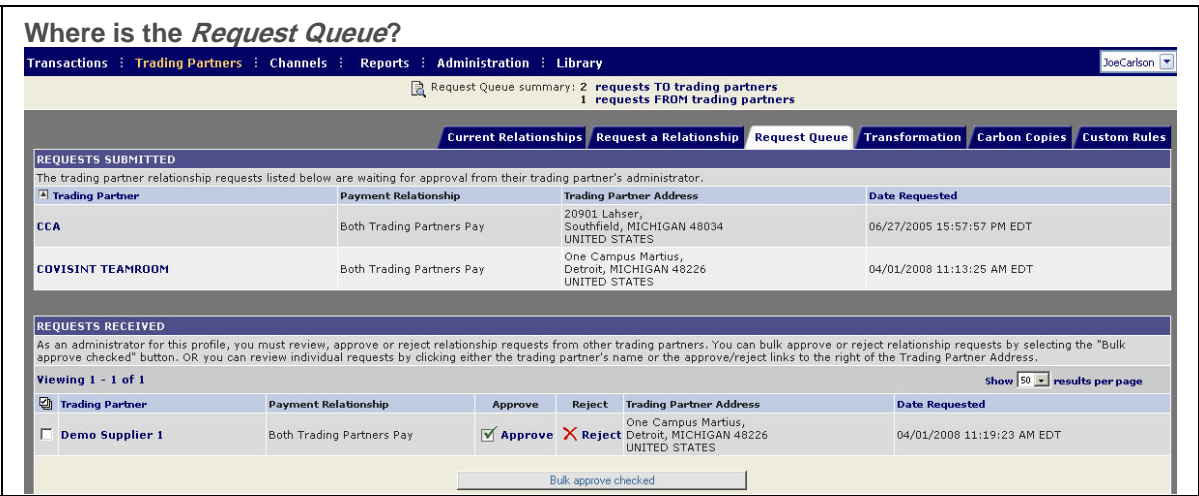 Where is the Request Queue?
Transactions : Trading Partners : Channels : Reports : Administration : Library JoeCarlson
Request Queue summary: 2 requests TO trading partners
1 requests FROM trading partners
Current Relationships Request a Relationship Request Queue Transformation Carbon Copies Custom Rules
REQUESTS SUBMITTED
The trading partner relationship requests listed below are waiting for approval from their trading partner's administrator.
Trading Partner Payment Relationship Trading Partner Address Date Requested
CCA Both Trading Partners Pay 20901 Lahser, 06/27/2005 15:57:57 PM EDT
Southfield, MICHIGAN 48034
UNITED STATES
COVISINT TEAMROOM Both Trading Partners Pay One Campus Martius, 04/01/2008 11:13:25 AM EDT
Detroit, MICHIGAN 48226
UNITED STATES
REQUESTS RECEIVED
As an administrator for this profile, you must review, approve or reject relationship requests from other trading partners. You can bulk approve or reject relationship requests by selecting the "Bulk
approve checked" button. OR you can review individual requests by clicking either the trading partner's name or the approve/reject links to the right of the Trading Partner Address.
Viewing 1 - 1 of 1 Show 50 results per page
Trading Partner Payment Relationship Approve Reject Trading Partner Address Date Requested
Demo Supplier 1 Both Trading Partners Pay Approve Reject One Campus Martius, 04/01/2008 11:19:23 AM EDT
Detroit, MICHIGAN 48226
UNITED STATES
Bulk approve checked